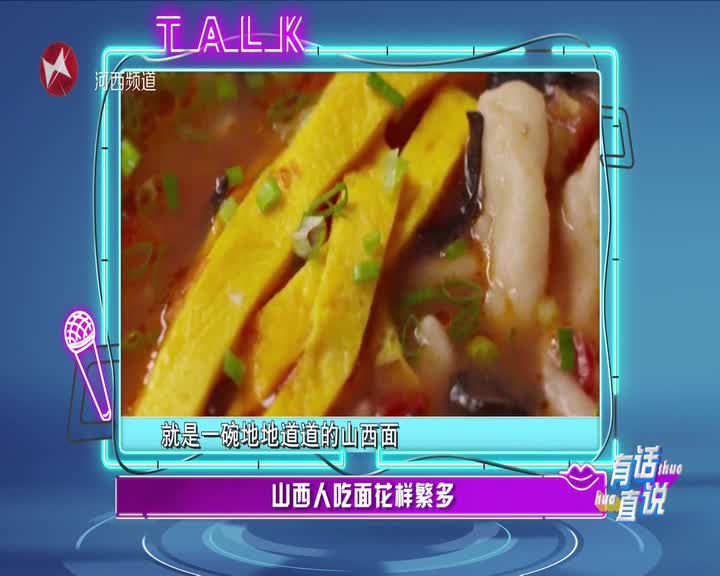 TALK
河西频道
就是一碗地地道道的山西面
山西人吃面花样繁多
有话 shuo
hua 直说